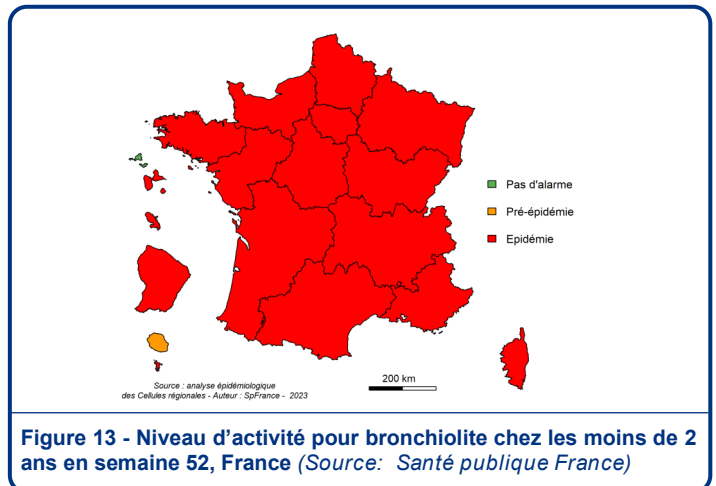 Pas d'alarme
Pré-épidémie
Epidémie
200 km
Source : analyse épidémiologique
des Cellules régionales - Auteur : SpFrance - 2023
Figure 13 - Niveau d’activité pour bronchiolite chez les moins de 2
ans en semaine 52, France (Source: Santé publique France)